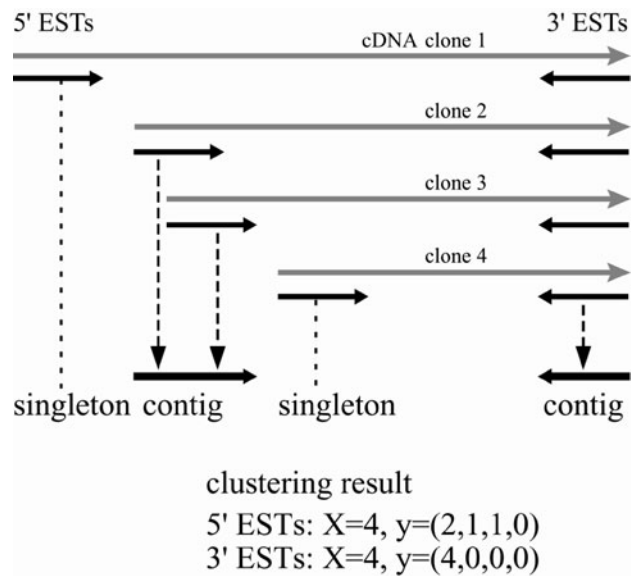 5' ESTs
3' ESTs
cDNA clone 1
clone 2
clone 3
clone 4
singleton contig singleton contig
clustering result
5' ESTs: X=4, y=(2,1,1,0)
3' ESTs: X=4, y=(4,0,0,0)